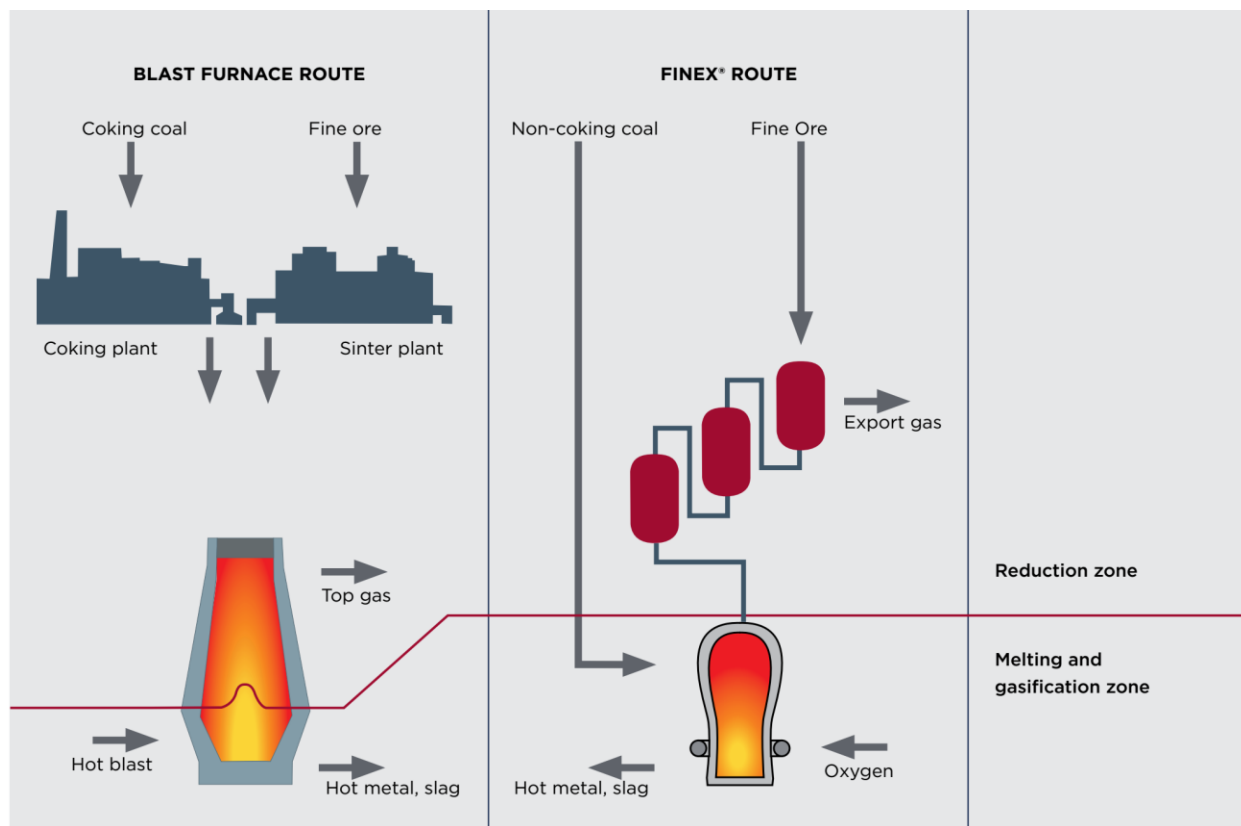 BLAST FURNACE ROUTE
Coking coal
Fine ore
Coking plant
Sinter plant
Top gas
Hot blast
Hot metal, slag
FINEX® ROUTE
Non-coking coal
Fine Ore
Export gas
Oxygen
Hot metal, slag
Reduction zone
Melting and
gasification zone